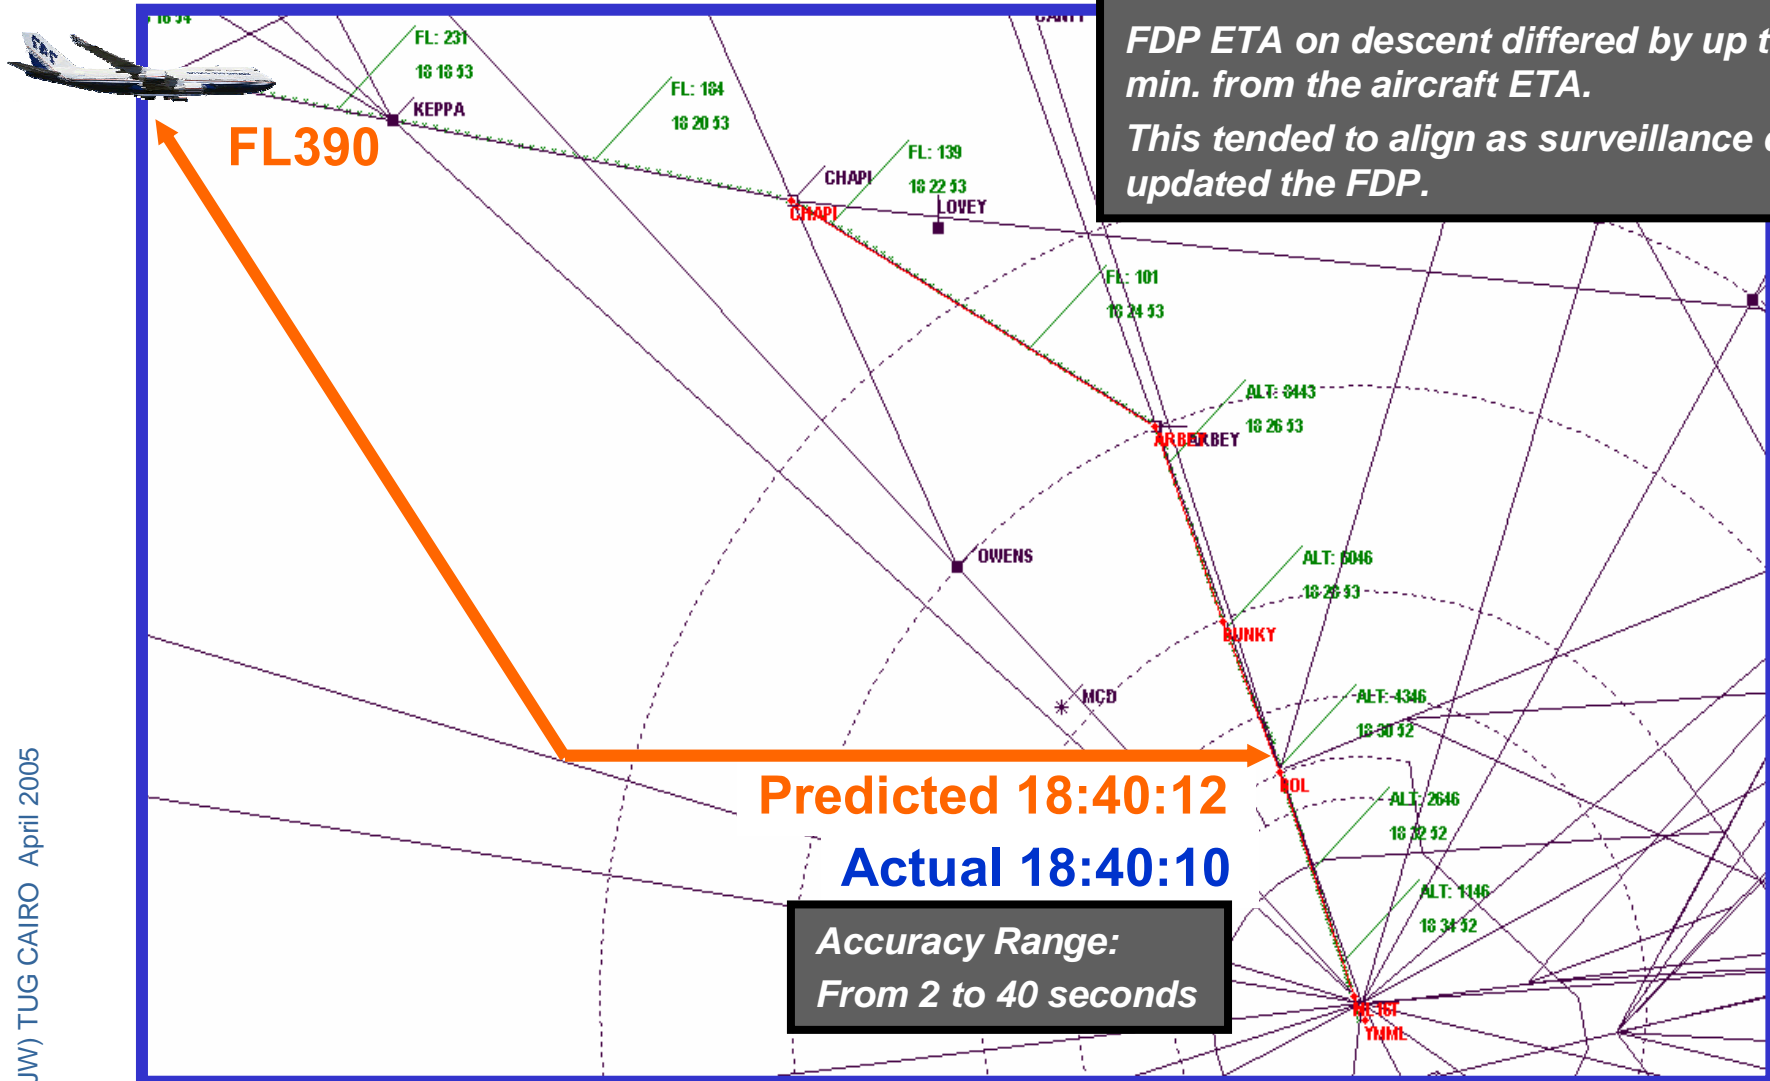 FL: 231
18 18 53
KEPPA
FL390
FL: 184
18 20 53
CHAPI
CHAPI
FL: 139
18 22 53
LOVEY
FDP ETA on descent differed by up
min. from the aircraft ETA.
This tended to align as surveillance
updated the FDP.
FL: 101
18 24 53
ALT: 8443
18 26 53
ARBEY
ARBEY
OWENS
ALT: 6046
18 28 53
BUNKY
MCD
ALT: 4346
18 30 52
BOL
Predicted 18:40:12
ALT: 2646
18 32 52
Actual 18:40:10
ALT: 1146
18 34 52
Accuracy Range:
From 2 to 40 seconds
YMML
TUG CAIRO April 2005